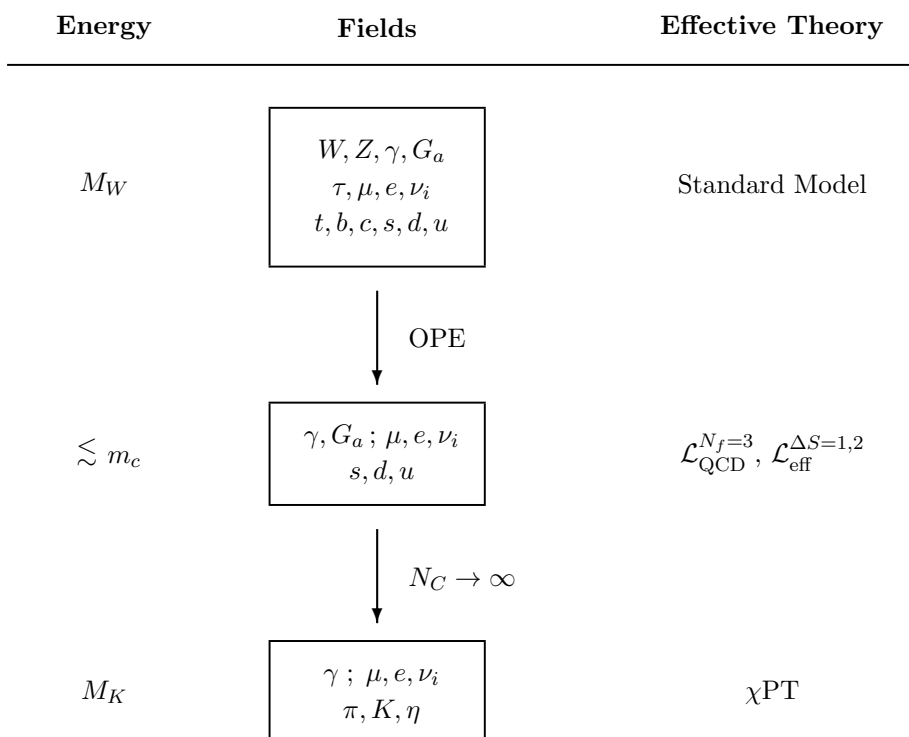 Energy Fields Effective Theory
W, Z, γ, G_a
τ, μ, e, ν_i
t, b, c, s, d, u
M_W
Standard Model
OPE
γ, G_a ; μ, e, ν_i
s, d, u
≲ m_c
ℒ_QCD^{N_f=3}, ℒ_eff^{ΔS=1,2}
N_C → ∞
γ ; μ, e, ν_i
π, K, η
M_K
χPT